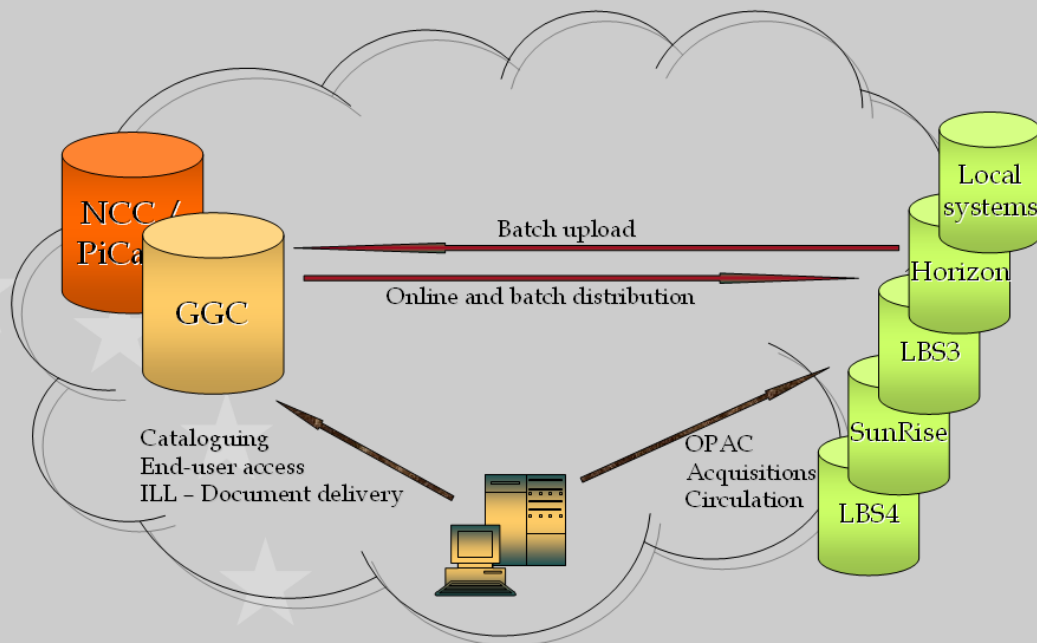 NCC /
GGC
Batch upload
Online and batch distribution
Local
systems
Horizon
LBS3
SunRise
LBS4
Cataloguing
End-user access
ILL – Document delivery
OPAC
Acquisitions
Circulation